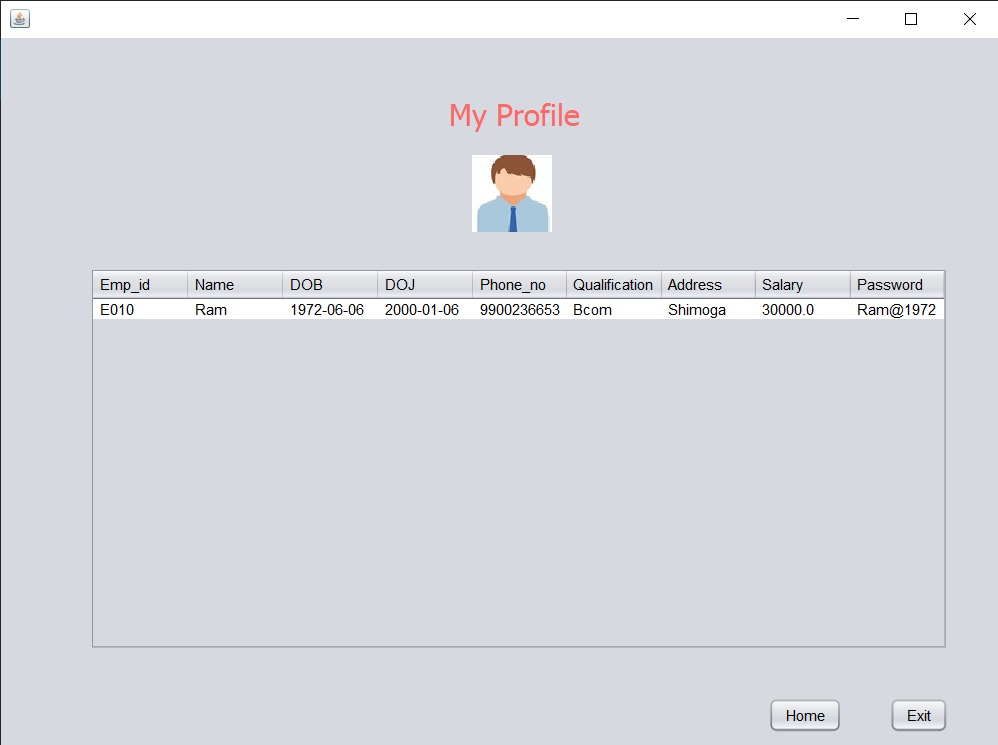 My Profile
Emp_id Name DOB DOJ Phone_no Qualification Address Salary Password
E010 Ram 1972-06-06 2000-01-06 9900236653 Bcom Shimoga 30000.0 Ram@1972
Home Exit